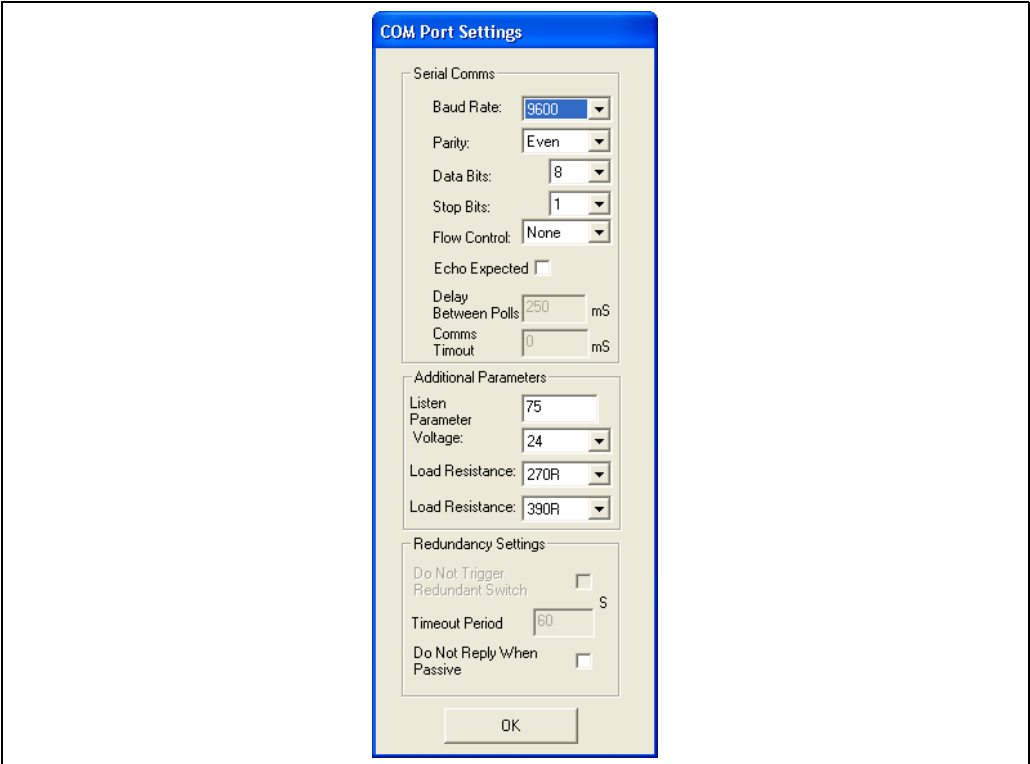 COM Port Settings
Serial Comms
Baud Rate: 9600
Parity: Even
Data Bits: 8
Stop Bits: 1
Flow Control: None
Echo Expected
Delay
Between Polls 250 mS
Comms
Timout 0 mS
Additional Parameters
Listen
Parameter 75
Voltage: 24
Load Resistance: 270R
Load Resistance: 390R
Redundancy Settings
Do Not Trigger
Redundant Switch
S
Timeout Period 60
Do Not Reply When
Passive
OK